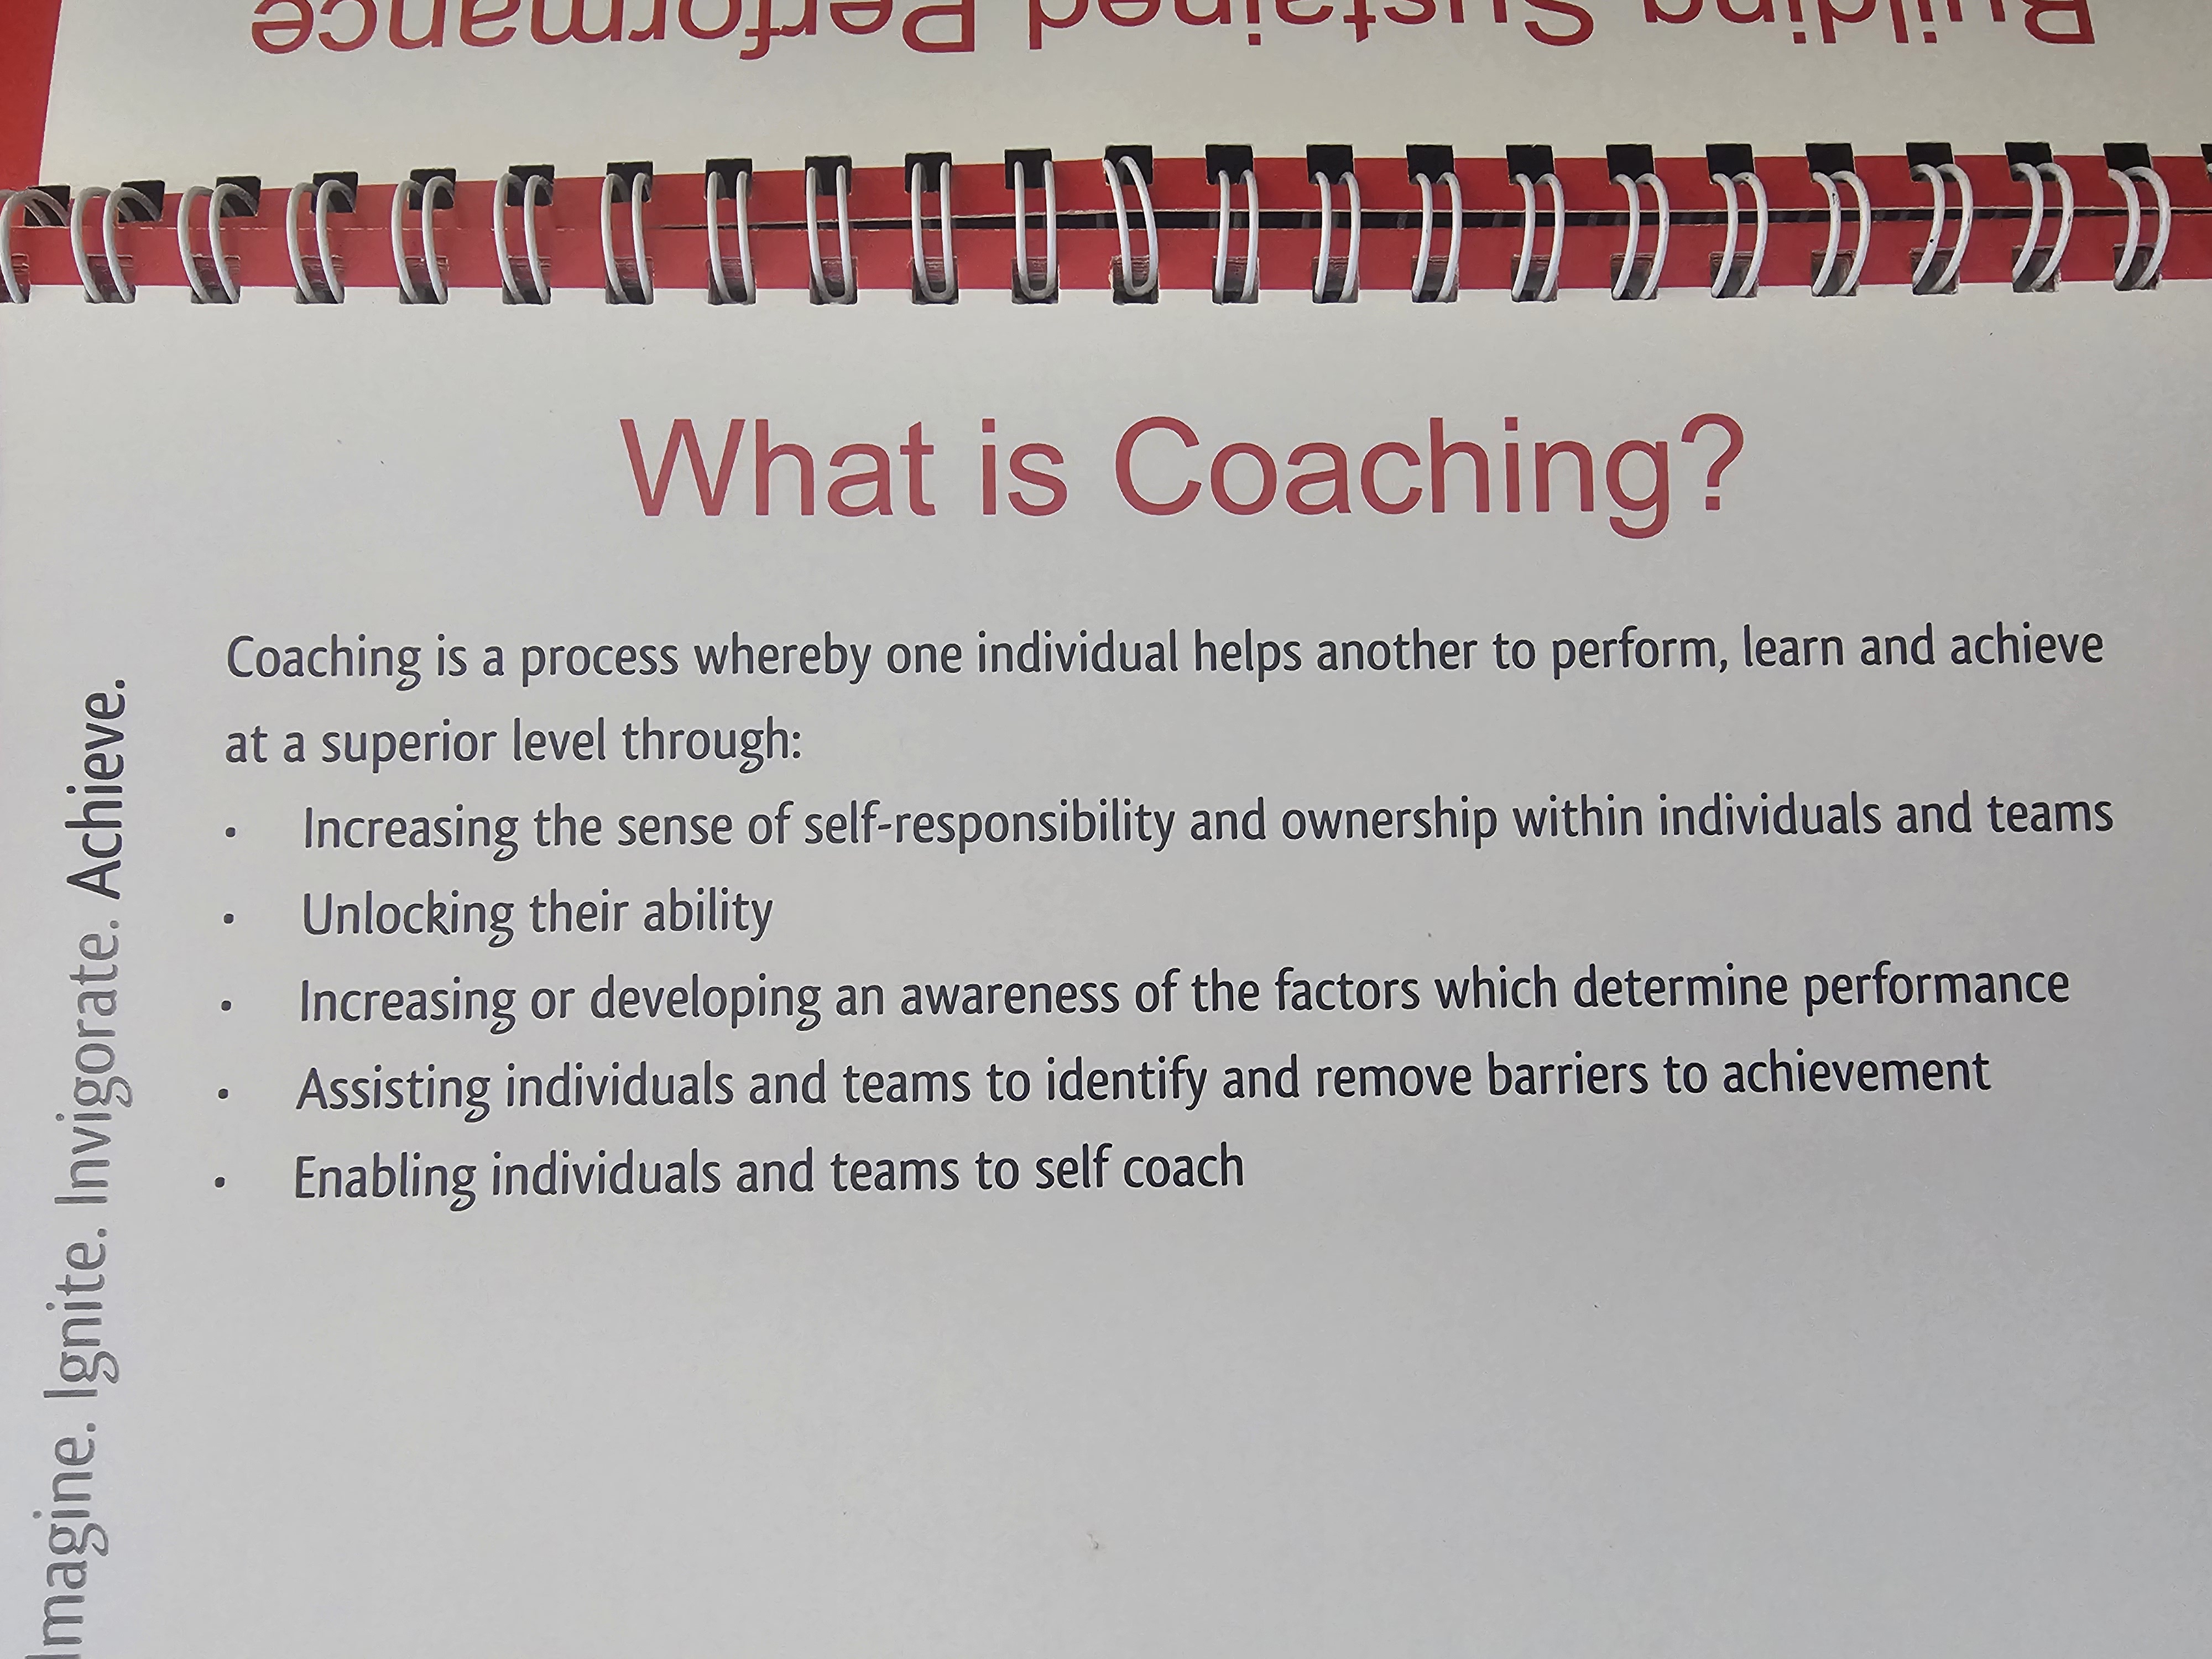 What is Coaching?
Coaching is a process whereby one individual helps another to perform, learn and achieve
at a superior level through:
• Increasing the sense of self-responsibility and ownership within individuals and teams
• Unlocking their ability
• Increasing or developing an awareness of the factors which determine performance
• Assisting individuals and teams to identify and remove barriers to achievement
• Enabling individuals and teams to self coach
Imagine. Ignite. Invigorate. Achieve.
Building Sustained Performance